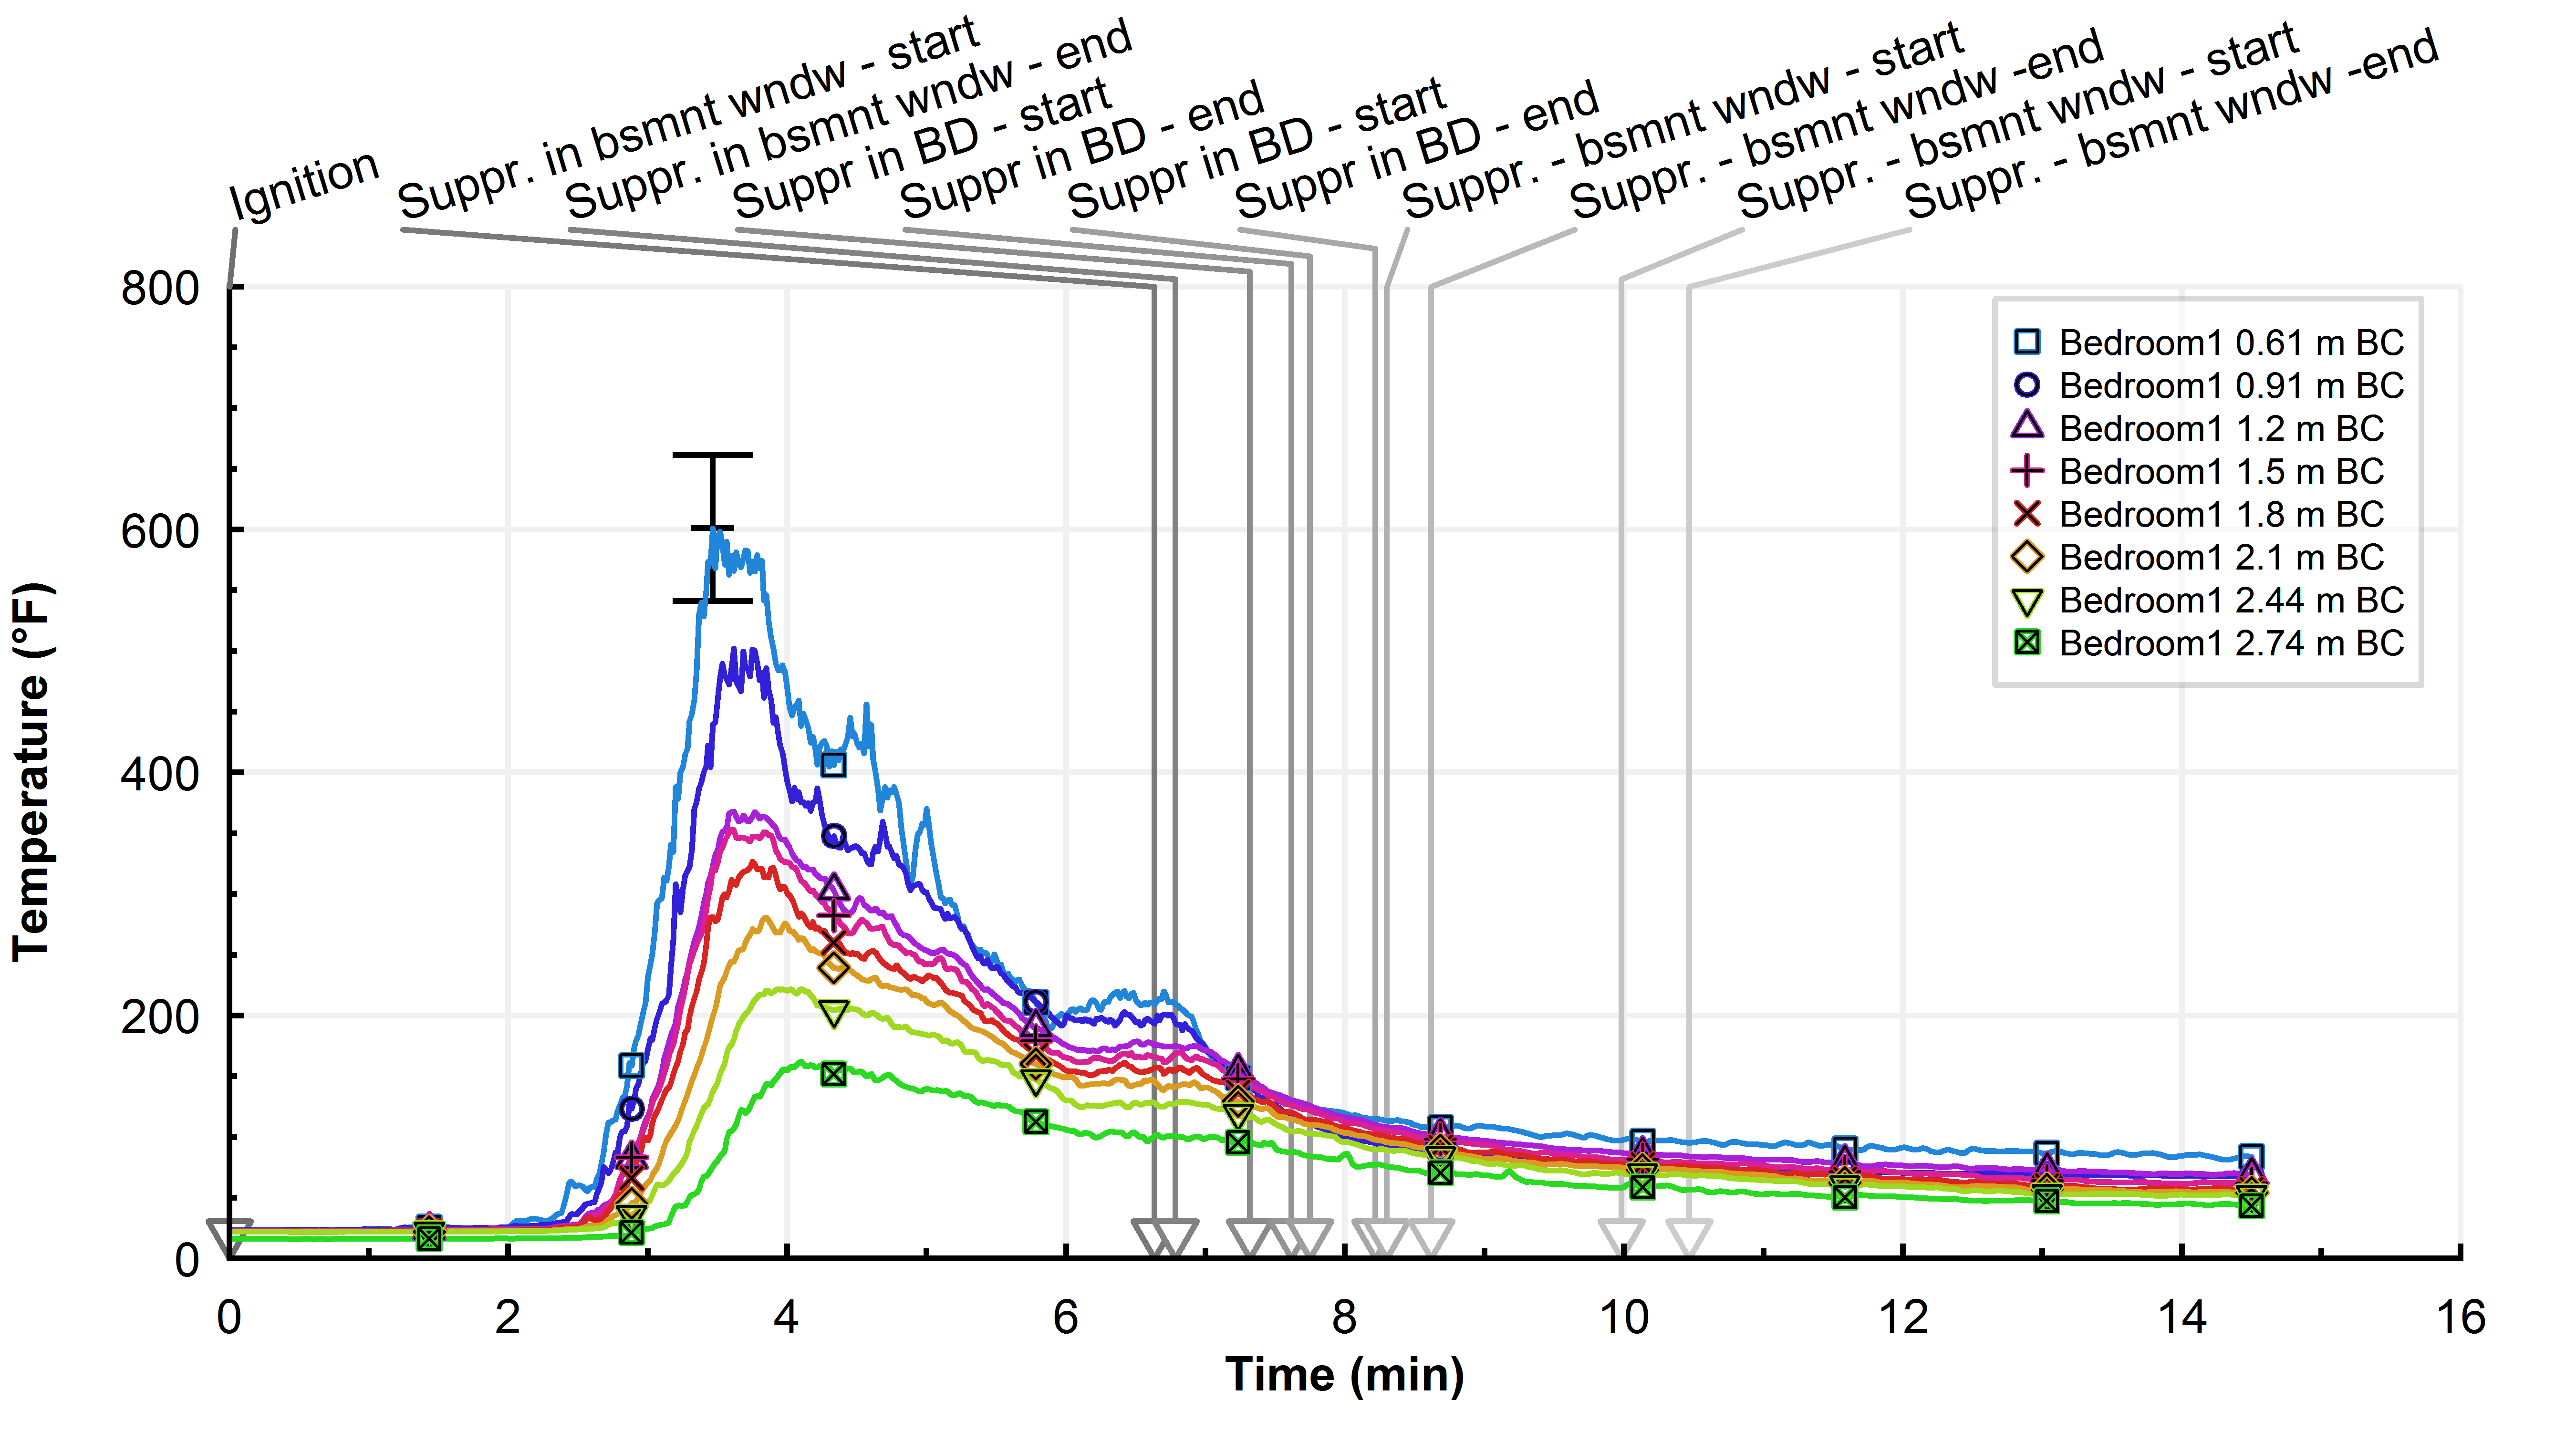 Ignition
Suppr. in bsmnt wndw - start
Suppr. in bsmnt wndw - end
Suppr in BD - start
Suppr in BD - end
Suppr in BD - start
Suppr in BD - end
Suppr. - bsmnt wndw - start
Suppr. - bsmnt wndw -end
Suppr. - bsmnt wndw - start
Suppr. - bsmnt wndw -end
800
600
400
200
0
Temperature (°F)
Bedroom1 0.61 m BC
Bedroom1 0.91 m BC
Bedroom1 1.2 m BC
Bedroom1 1.5 m BC
Bedroom1 1.8 m BC
Bedroom1 2.1 m BC
Bedroom1 2.44 m BC
Bedroom1 2.74 m BC
0 2 4 6 8 10 12 14 16
Time (min)